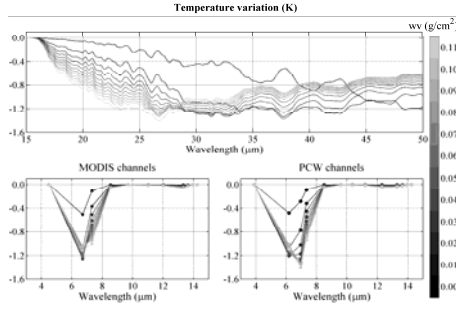 Temperature variation (K)
wv (g/cm²)
0.0
-0.4
-0.8
-1.2
-1.6
15 20 25 30 35 40 45 50
Wavelength (μm)
MODIS channels
PCW channels
0.0
-0.4
-0.8
-1.2
-1.6
4 6 8 10 12 14
Wavelength (μm)
0.0
-0.4
-0.8
-1.2
-1.6
4 6 8 10 12 14
Wavelength (μm)
0.11
0.10
0.09
0.08
0.07
0.06
0.05
0.04
0.03
0.02
0.01
0.00